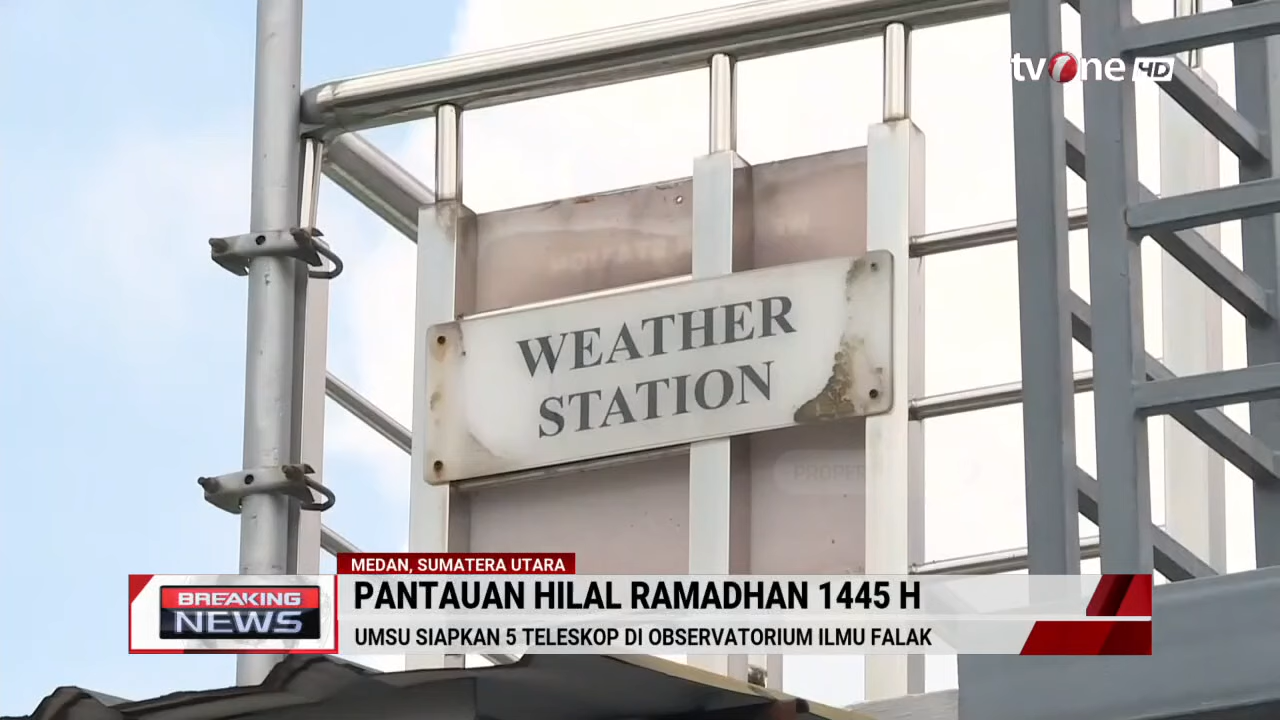 tvOne HD
WEATHER
STATION
MEDAN, SUMATERA UTARA
BREAKING
NEWS
PANTAUAN HILAL RAMADHAN 1445 H
UMSU SIAPKAN 5 TELESKOP DI OBSERVATORIUM ILMU FALAK